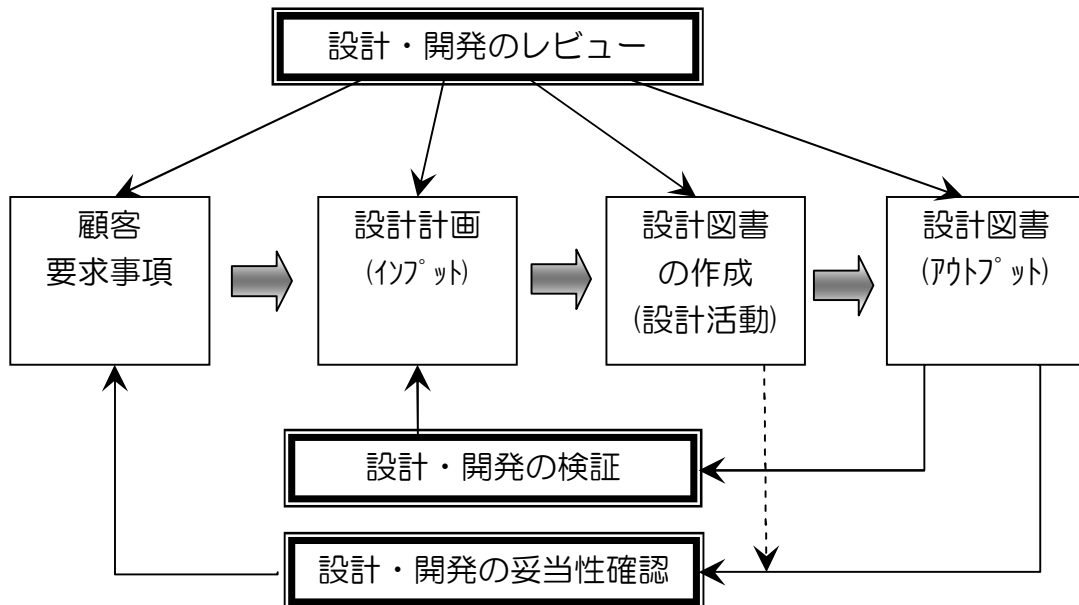 設計・開発のレビュー
顧客
要求事項
設計計画
(ｲﾝﾌﾟｯﾄ)
設計図書
の作成
(設計活動)
設計図書
(ｱｳﾄﾌﾟｯﾄ)
設計・開発の検証
設計・開発の妥当性確認